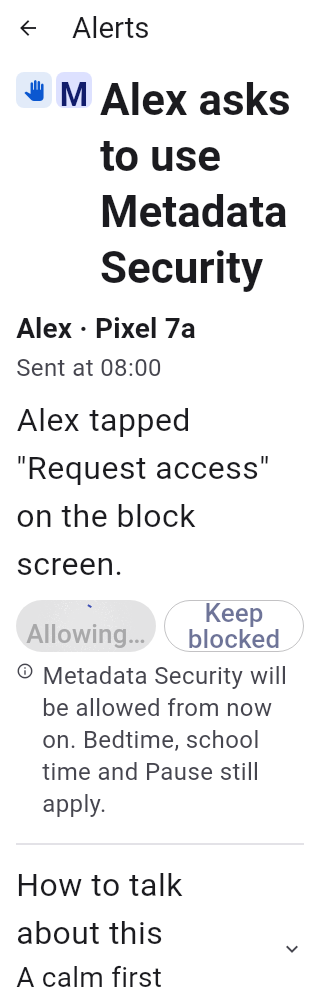 Alerts
M
Alex asks
to use
Metadata
Security
Alex · Pixel 7a
Sent at 08:00
Alex tapped
"Request access"
on the block
screen.
Allowing…
Keep
blocked
Metadata Security will
be allowed from now
on. Bedtime, school
time and Pause still
apply.
How to talk
about this
A calm first